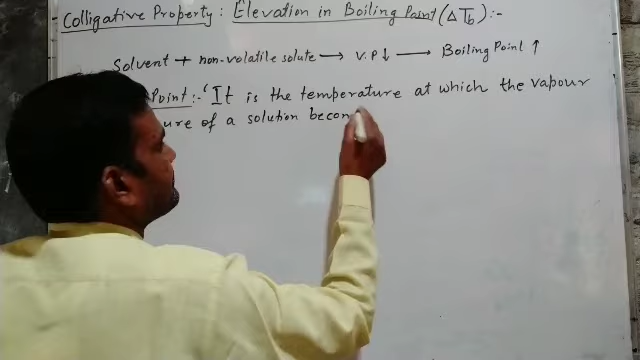 Colligative Property : Elevation in Boiling Point (ΔTb) :-
Solvent + non-volatile solute → V.P↓ → Boiling Point ↑
Point :- 'It is the temperature at which the vapour
ure of a solution becom